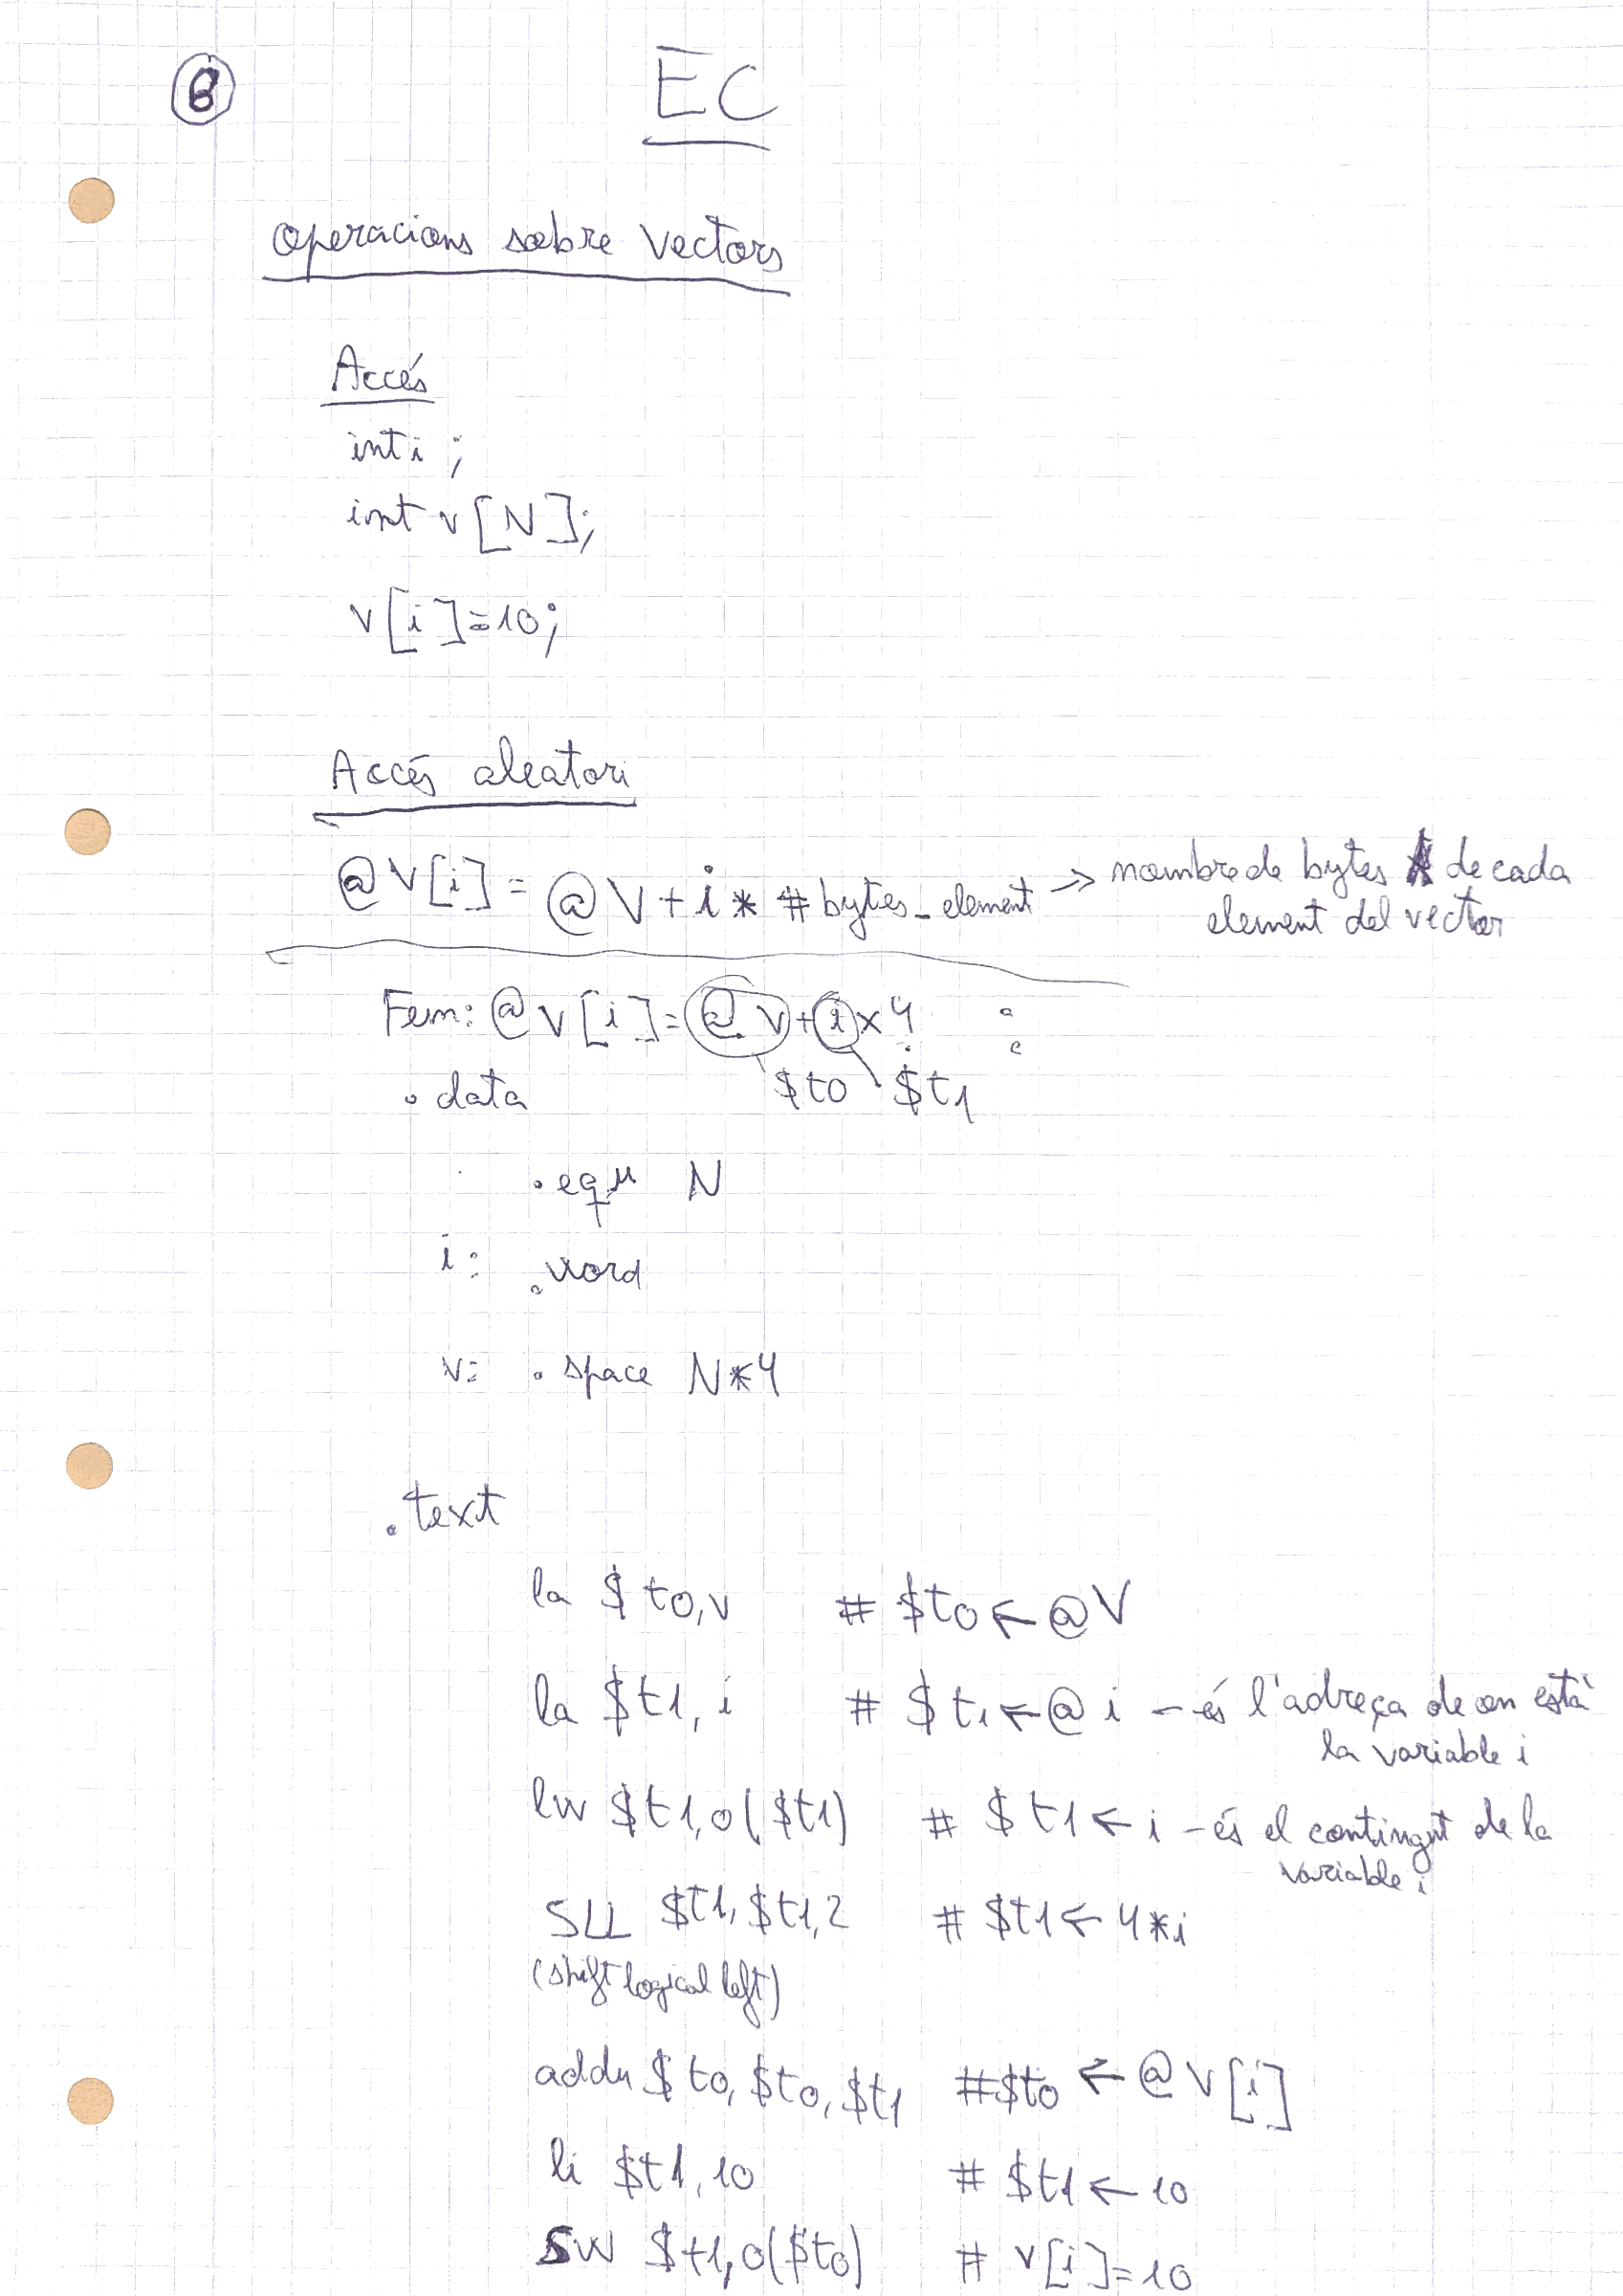 6
EC
Operacions sobre Vectors
Accés
int i;
int v[N];
v[i]=10;
Accés aleatori
@V[i] = @V + i * #bytes_element → nombre de bytes de cada
element del vector
Fem: @v[i] = @v + i x 4
.data $t0 $t1
.equ N
i: .word
v: .space N*4
.text
la $t0, v # $t0 ← @V
la $t1, i # $t1 ← @i - és l'adreça de on està
la variable i
lw $t1, 0($t1) # $t1 ← i - és el contingut de la
variable i
SLL $t1, $t1, 2 # $t1 ← 4*i
(shift logical left)
addu $t0, $t0, $t1 # $t0 ← @v[i]
li $t1, 10 # $t1 ← 10
SW $t1, 0($t0) # v[i]=10